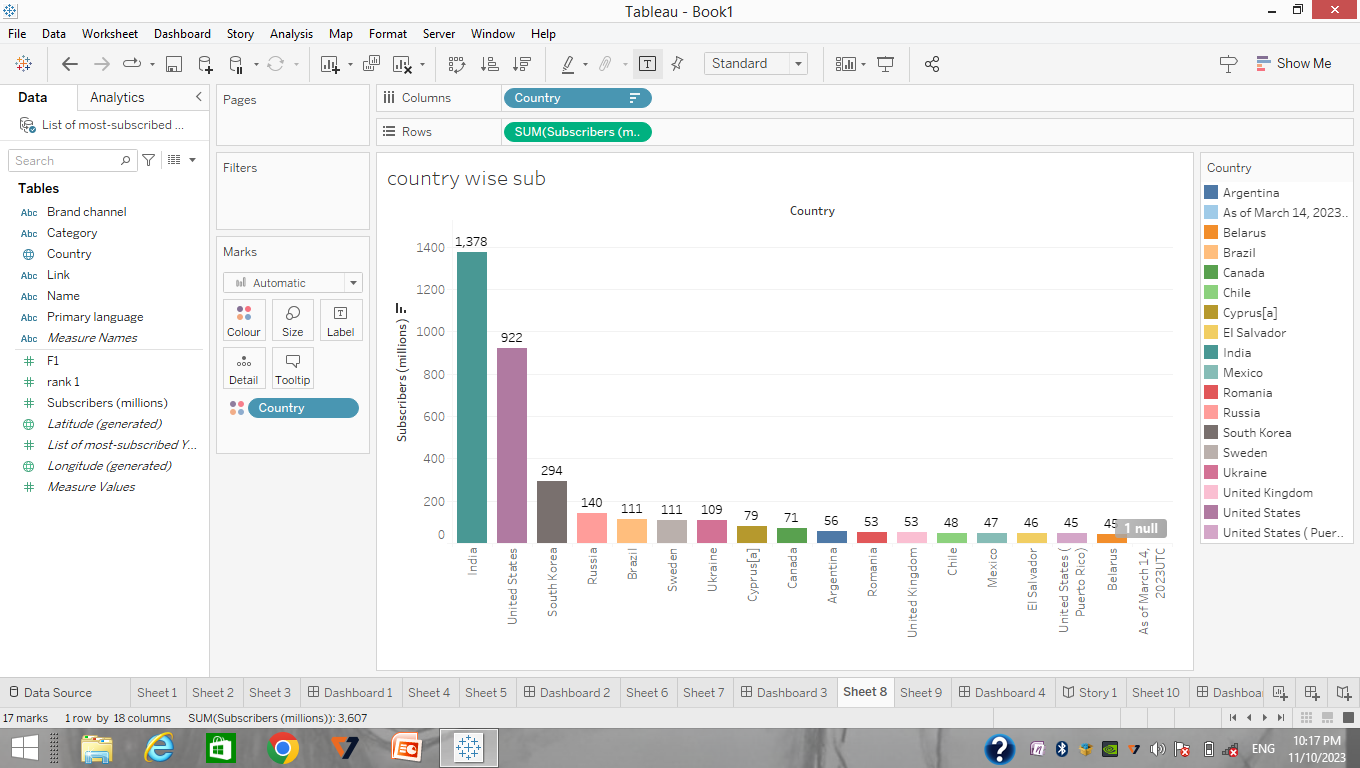 Tableau - Book1
File Data Worksheet Dashboard Story Analysis Map Format Server Window Help
Standard
Show Me
Data Analytics
List of most-subscribed ...
Search
Tables
Abc Brand channel
Abc Category
Country
Abc Link
Abc Name
Abc Primary language
Abc Measure Names
F1
rank 1
Subscribers (millions)
Latitude (generated)
List of most-subscribed Y...
Longitude (generated)
Measure Values
Pages
Filters
Marks
Automatic
Colour Size Label
Detail Tooltip
Country
Columns Country
Rows SUM(Subscribers (m..
country wise sub
Country
Subscribers (millions)
1400
1200
1000
800
600
400
200
0
1,378
922
294
140
111
111
109
79
71
56
53
53
48
47
46
45
45
1 null
India
United States
South Korea
Russia
Brazil
Sweden
Ukraine
Cyprus[a]
Canada
Argentina
Romania
United Kingdom
Chile
Mexico
El Salvador
United States (
Puerto Rico)
Belarus
As of March 14,
2023UTC
Country
Argentina
As of March 14, 2023..
Belarus
Brazil
Canada
Chile
Cyprus[a]
El Salvador
India
Mexico
Romania
Russia
South Korea
Sweden
Ukraine
United Kingdom
United States
United States ( Puer..
Data Source Sheet 1 Sheet 2 Sheet 3 Dashboard 1 Sheet 4 Sheet 5 Dashboard 2 Sheet 6 Sheet 7 Dashboard 3 Sheet 8 Sheet 9 Dashboard 4 Story 1 Sheet 10 Dashboa
17 marks 1 row by 18 columns SUM(Subscribers (millions)): 3,607
ENG
10:17 PM
11/10/2023